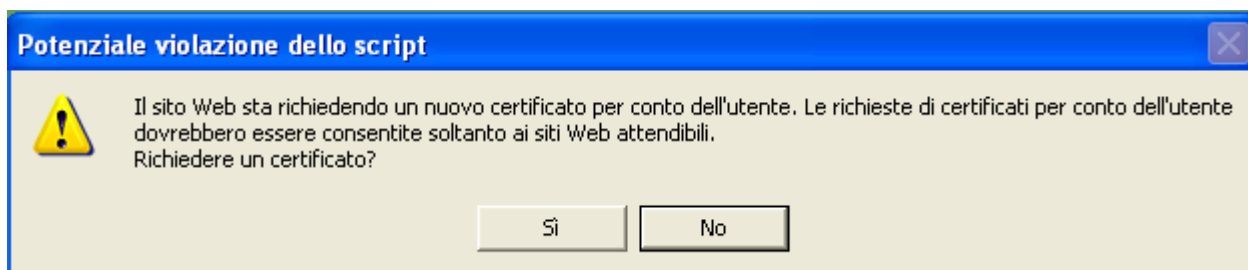 Potenziale violazione dello script
Il sito Web sta richiedendo un nuovo certificato per conto dell'utente. Le richieste di certificati per conto dell'utente
dovrebbero essere consentite soltanto ai siti Web attendibili.
Richiedere un certificato?
Sì No